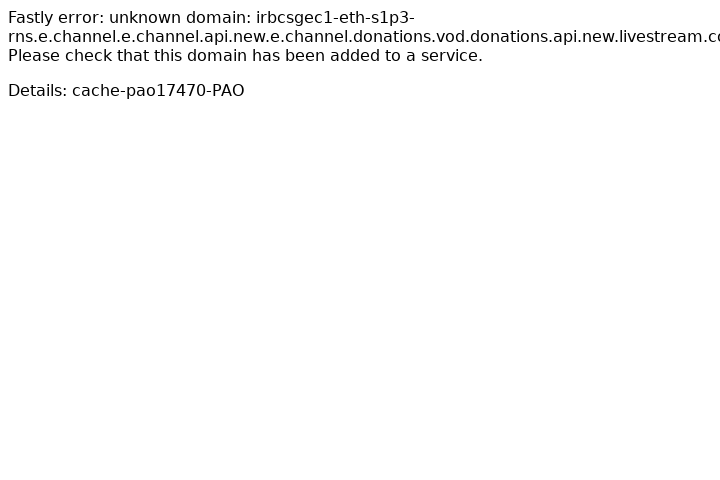 Fastly error: unknown domain: irbcsgec1-eth-s1p3-
rns.e.channel.e.channel.api.new.e.channel.donations.vod.donations.api.new.livestream.co
Please check that this domain has been added to a service.
Details: cache-pao17470-PAO